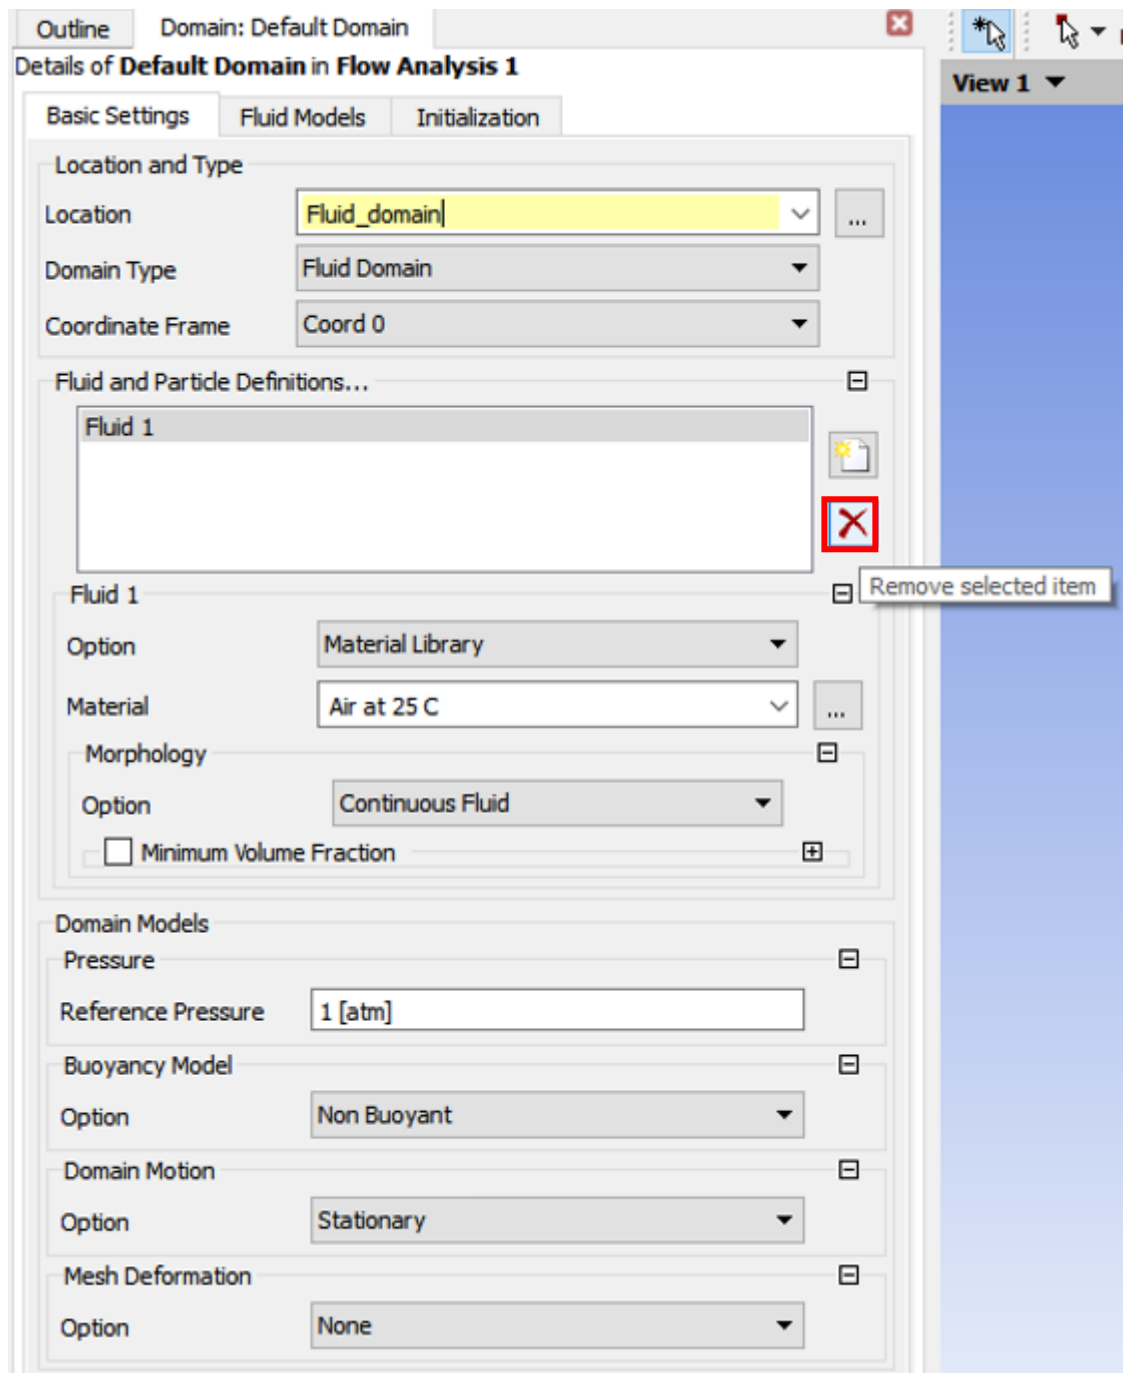 Outline
Domain: Default Domain
Details of Default Domain in Flow Analysis 1
View 1
Basic Settings
Fluid Models
Initialization
Location and Type
Location
Fluid_domain
...
Domain Type
Fluid Domain
Coordinate Frame
Coord 0
Fluid and Particle Definitions...
Fluid 1
Remove selected item
Fluid 1
Option
Material Library
Material
Air at 25 C
...
Morphology
Option
Continuous Fluid
Minimum Volume Fraction
Domain Models
Pressure
Reference Pressure
1 [atm]
Buoyancy Model
Option
Non Buoyant
Domain Motion
Option
Stationary
Mesh Deformation
Option
None